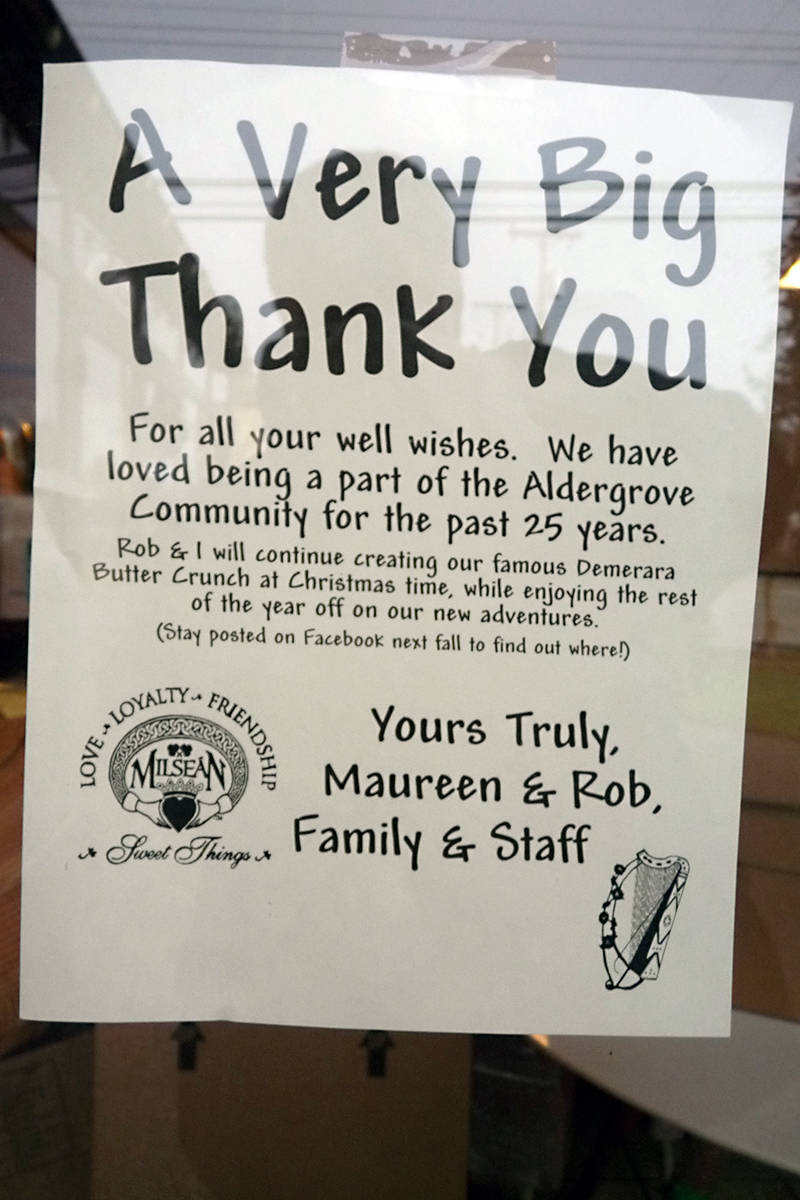 A Very Big
Thank You
For all your well wishes. We have
loved being a part of the Aldergrove
Community for the past 25 years.
Rob & I will continue creating our famous Demerara
Butter Crunch at Christmas time, while enjoying the rest
of the year off on our new adventures.
(Stay posted on Facebook next fall to find out where!)
LOVE LOYALTY FRIENDSHIP
MILSEÁN
Sweet Things
Yours Truly,
Maureen & Rob,
Family & Staff